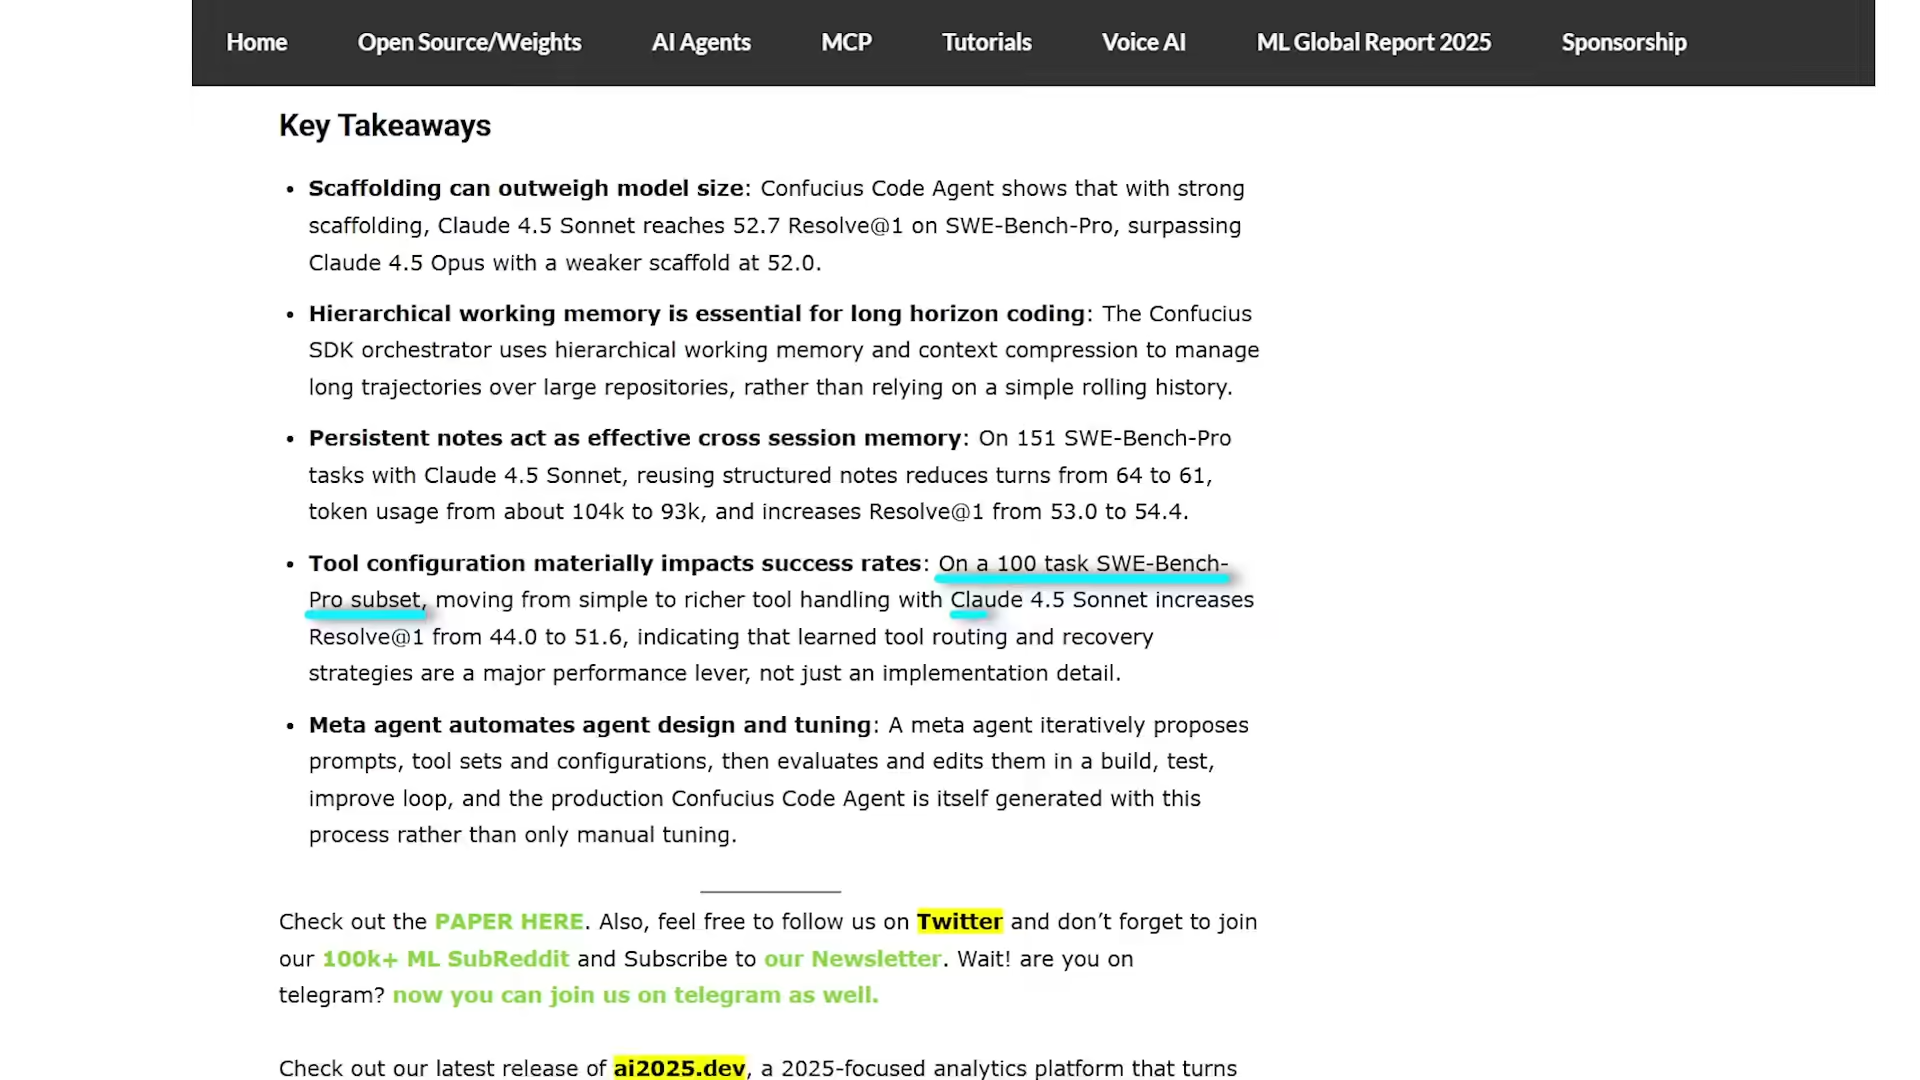 Home Open Source/Weights AI Agents MCP Tutorials Voice AI ML Global Report 2025 Sponsorship
Key Takeaways
• Scaffolding can outweigh model size: Confucius Code Agent shows that with strong
scaffolding, Claude 4.5 Sonnet reaches 52.7 Resolve@1 on SWE-Bench-Pro, surpassing
Claude 4.5 Opus with a weaker scaffold at 52.0.
• Hierarchical working memory is essential for long horizon coding: The Confucius
SDK orchestrator uses hierarchical working memory and context compression to manage
long trajectories over large repositories, rather than relying on a simple rolling history.
• Persistent notes act as effective cross session memory: On 151 SWE-Bench-Pro
tasks with Claude 4.5 Sonnet, reusing structured notes reduces turns from 64 to 61,
token usage from about 104k to 93k, and increases Resolve@1 from 53.0 to 54.4.
• Tool configuration materially impacts success rates: On a 100 task SWE-Bench-
Pro subset, moving from simple to richer tool handling with Claude 4.5 Sonnet increases
Resolve@1 from 44.0 to 51.6, indicating that learned tool routing and recovery
strategies are a major performance lever, not just an implementation detail.
• Meta agent automates agent design and tuning: A meta agent iteratively proposes
prompts, tool sets and configurations, then evaluates and edits them in a build, test,
improve loop, and the production Confucius Code Agent is itself generated with this
process rather than only manual tuning.
Check out the PAPER HERE. Also, feel free to follow us on Twitter and don’t forget to join
our 100k+ ML SubReddit and Subscribe to our Newsletter. Wait! are you on
telegram? now you can join us on telegram as well.
Check out our latest release of ai2025.dev, a 2025-focused analytics platform that turns